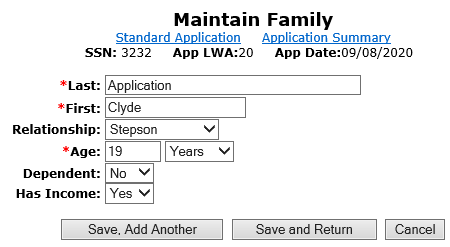 Maintain Family
Standard Application Application Summary
SSN: 3232 App LWA:20 App Date:09/08/2020
*Last: Application
*First: Clyde
Relationship: Stepson
*Age: 19 Years
Dependent: No
Has Income: Yes
Save, Add Another Save and Return Cancel